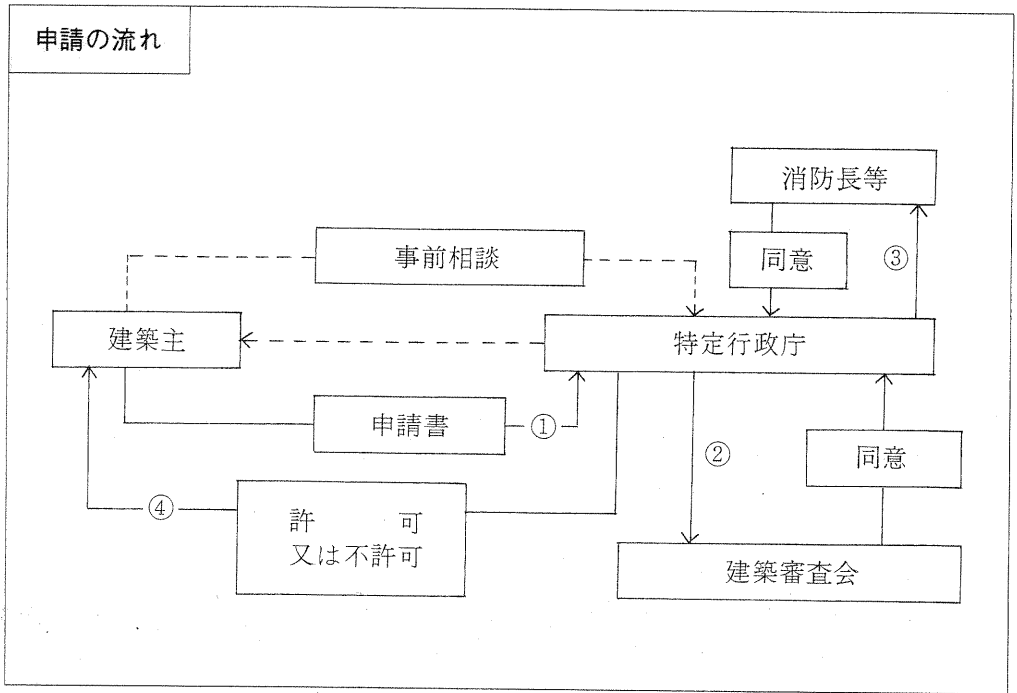 申請の流れ
消防長等
事前相談
同意
③
建築主
特定行政庁
申請書
①
②
同意
④
許可
又は不許可
建築審査会